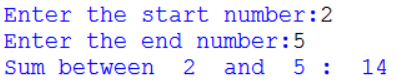 Enter the start number:2
Enter the end number:5
Sum between  2  and  5 :  14